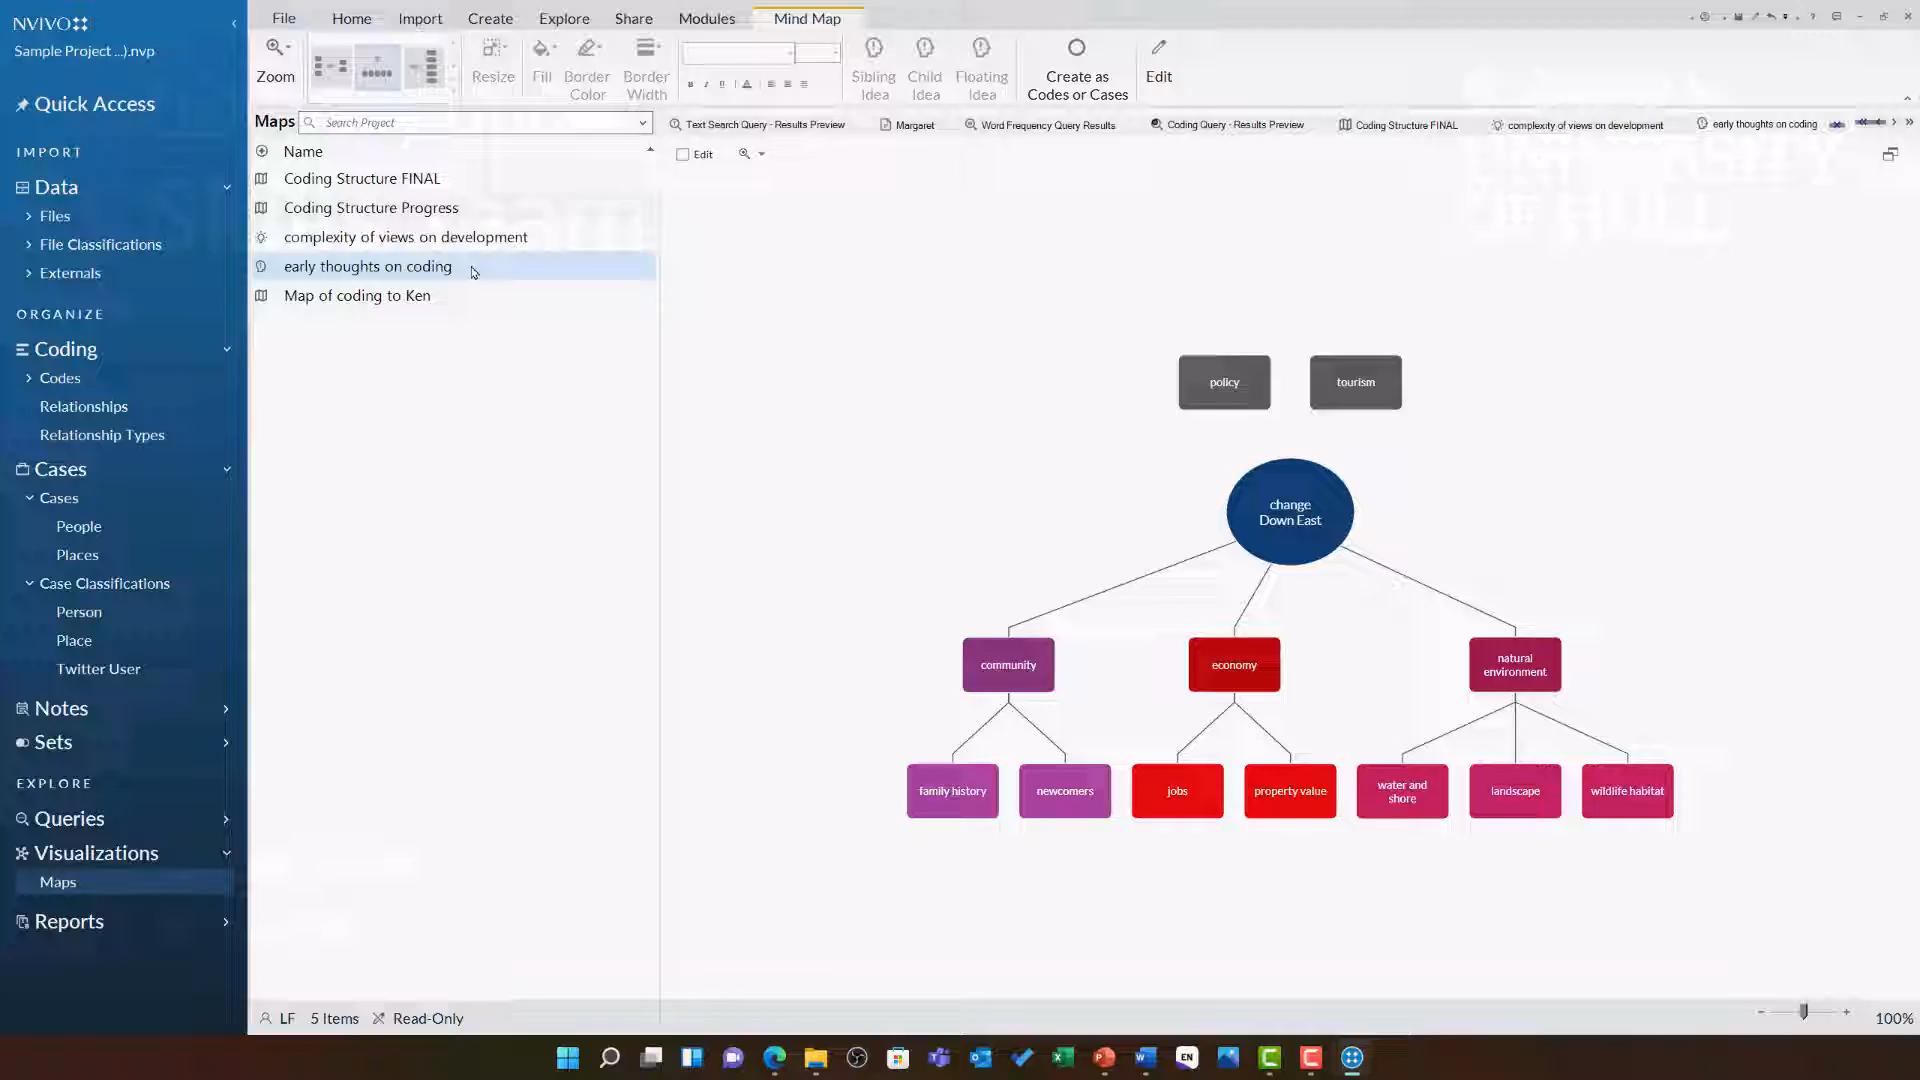 NVIVO
Sample Project ...).nvp
Quick Access
IMPORT
Data
Files
File Classifications
Externals
ORGANIZE
Coding
Codes
Relationships
Relationship Types
Cases
Cases
People
Places
Case Classifications
Person
Place
Twitter User
Notes
Sets
EXPLORE
Queries
Visualizations
Maps
Reports
File Home Import Create Explore Share Modules Mind Map
Zoom
Resize
Fill
Border
Color
Border
Width
B I U A
Sibling
Idea
Child
Idea
Floating
Idea
Create as
Codes or Cases
Edit
Maps
Search Project
Name
Coding Structure FINAL
Coding Structure Progress
complexity of views on development
early thoughts on coding
Map of coding to Ken
Text Search Query - Results Preview
Margaret
Word Frequency Query Results
Coding Query - Results Preview
Coding Structure FINAL
complexity of views on development
early thoughts on coding
Edit
OF HULL
policy
tourism
change
Down East
community
economy
natural
environment
family history
newcomers
jobs
property value
water and
shore
landscape
wildlife habitat
LF 5 Items Read-Only
100%
EN